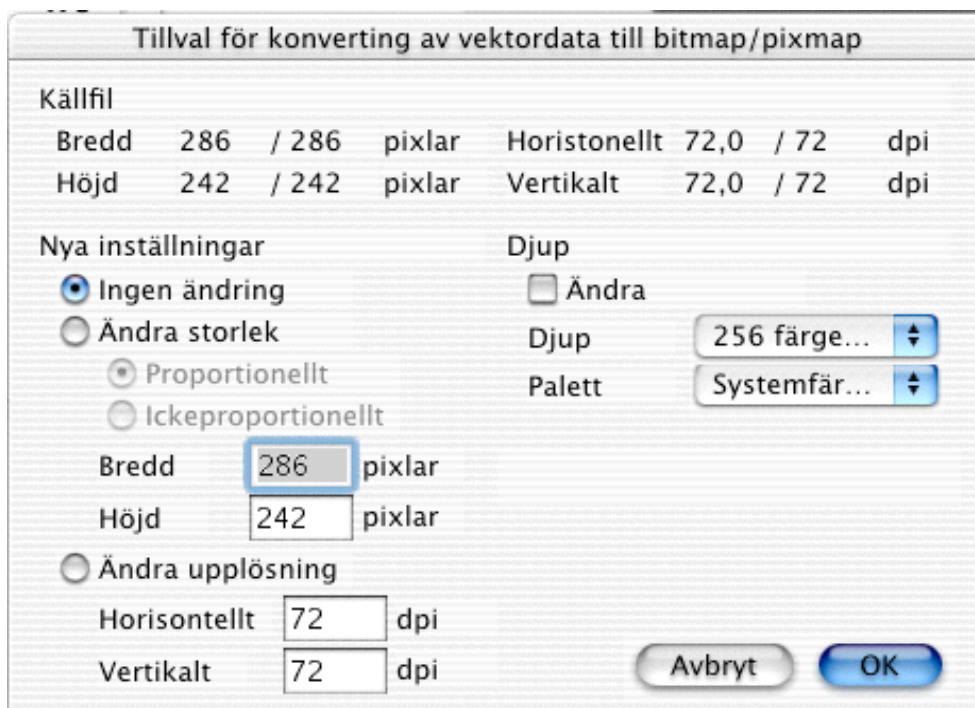 Tillval för konverting av vektordata till bitmap/pixmap
Källfil
Bredd 286 / 286 pixlar Horistonellt 72,0 / 72 dpi
Höjd 242 / 242 pixlar Vertikalt 72,0 / 72 dpi
Nya inställningar
Ingen ändring
Ändra storlek
Proportionellt
Ickeproportionellt
Bredd 286 pixlar
Höjd 242 pixlar
Ändra upplösning
Horisontellt 72 dpi
Vertikalt 72 dpi
Djup
Ändra
Djup 256 färge...
Palett Systemfär...
Avbryt OK